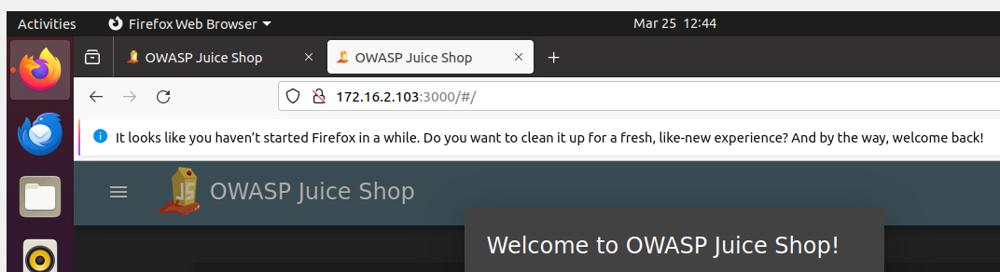 Activities Firefox Web Browser Mar 25 12:44
OWASP Juice Shop OWASP Juice Shop
172.16.2.103:3000/#/
It looks like you haven’t started Firefox in a while. Do you want to clean it up for a fresh, like-new experience? And by the way, welcome back!
JS OWASP Juice Shop
Welcome to OWASP Juice Shop!